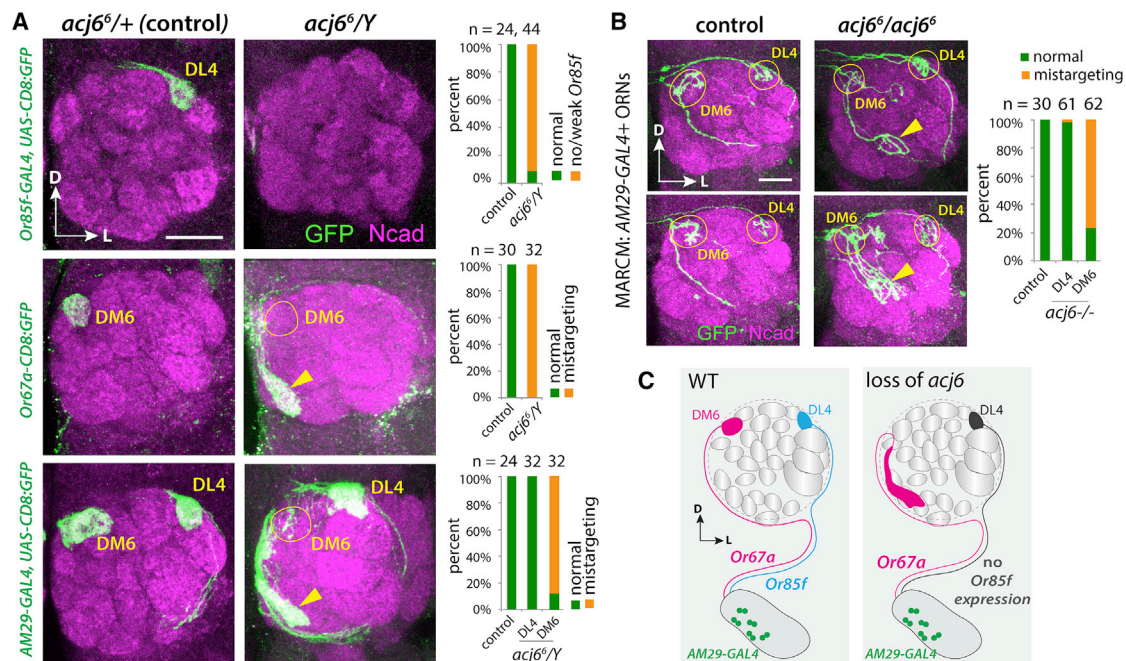 A
acj6⁶/+ (control)
acj6⁶/Y
Or85f-GAL4, UAS-CD8:GFP
DL4
D
L
GFP Ncad
n = 24, 44
percent
100%
80%
60%
40%
20%
0%
control
acj6⁶/Y
normal
no/weak Or85f
Or67a-CD8:GFP
DM6
DM6
n = 30 32
percent
100%
80%
60%
40%
20%
0%
control
acj6⁶/Y
normal
mistargeting
AM29-GAL4, UAS-CD8:GFP
DL4
DM6
DL4
DM6
n = 24 32 32
percent
100%
80%
60%
40%
20%
0%
control
DL4
DM6
acj6⁶/Y
normal
mistargeting
B
control
acj6⁶/acj6⁶
MARCM: AM29-GAL4+ ORNs
DL4
DM6
D
L
DL4
DM6
DL4
DM6
GFP Ncad
DM6
DL4
normal
mistargeting
n = 30 61 62
percent
100%
80%
60%
40%
20%
0%
control
DL4
DM6
acj6-/-
C
WT
DM6
DL4
D
L
Or67a
Or85f
AM29-GAL4
loss of acj6
DL4
Or67a
no
Or85f
expression
AM29-GAL4